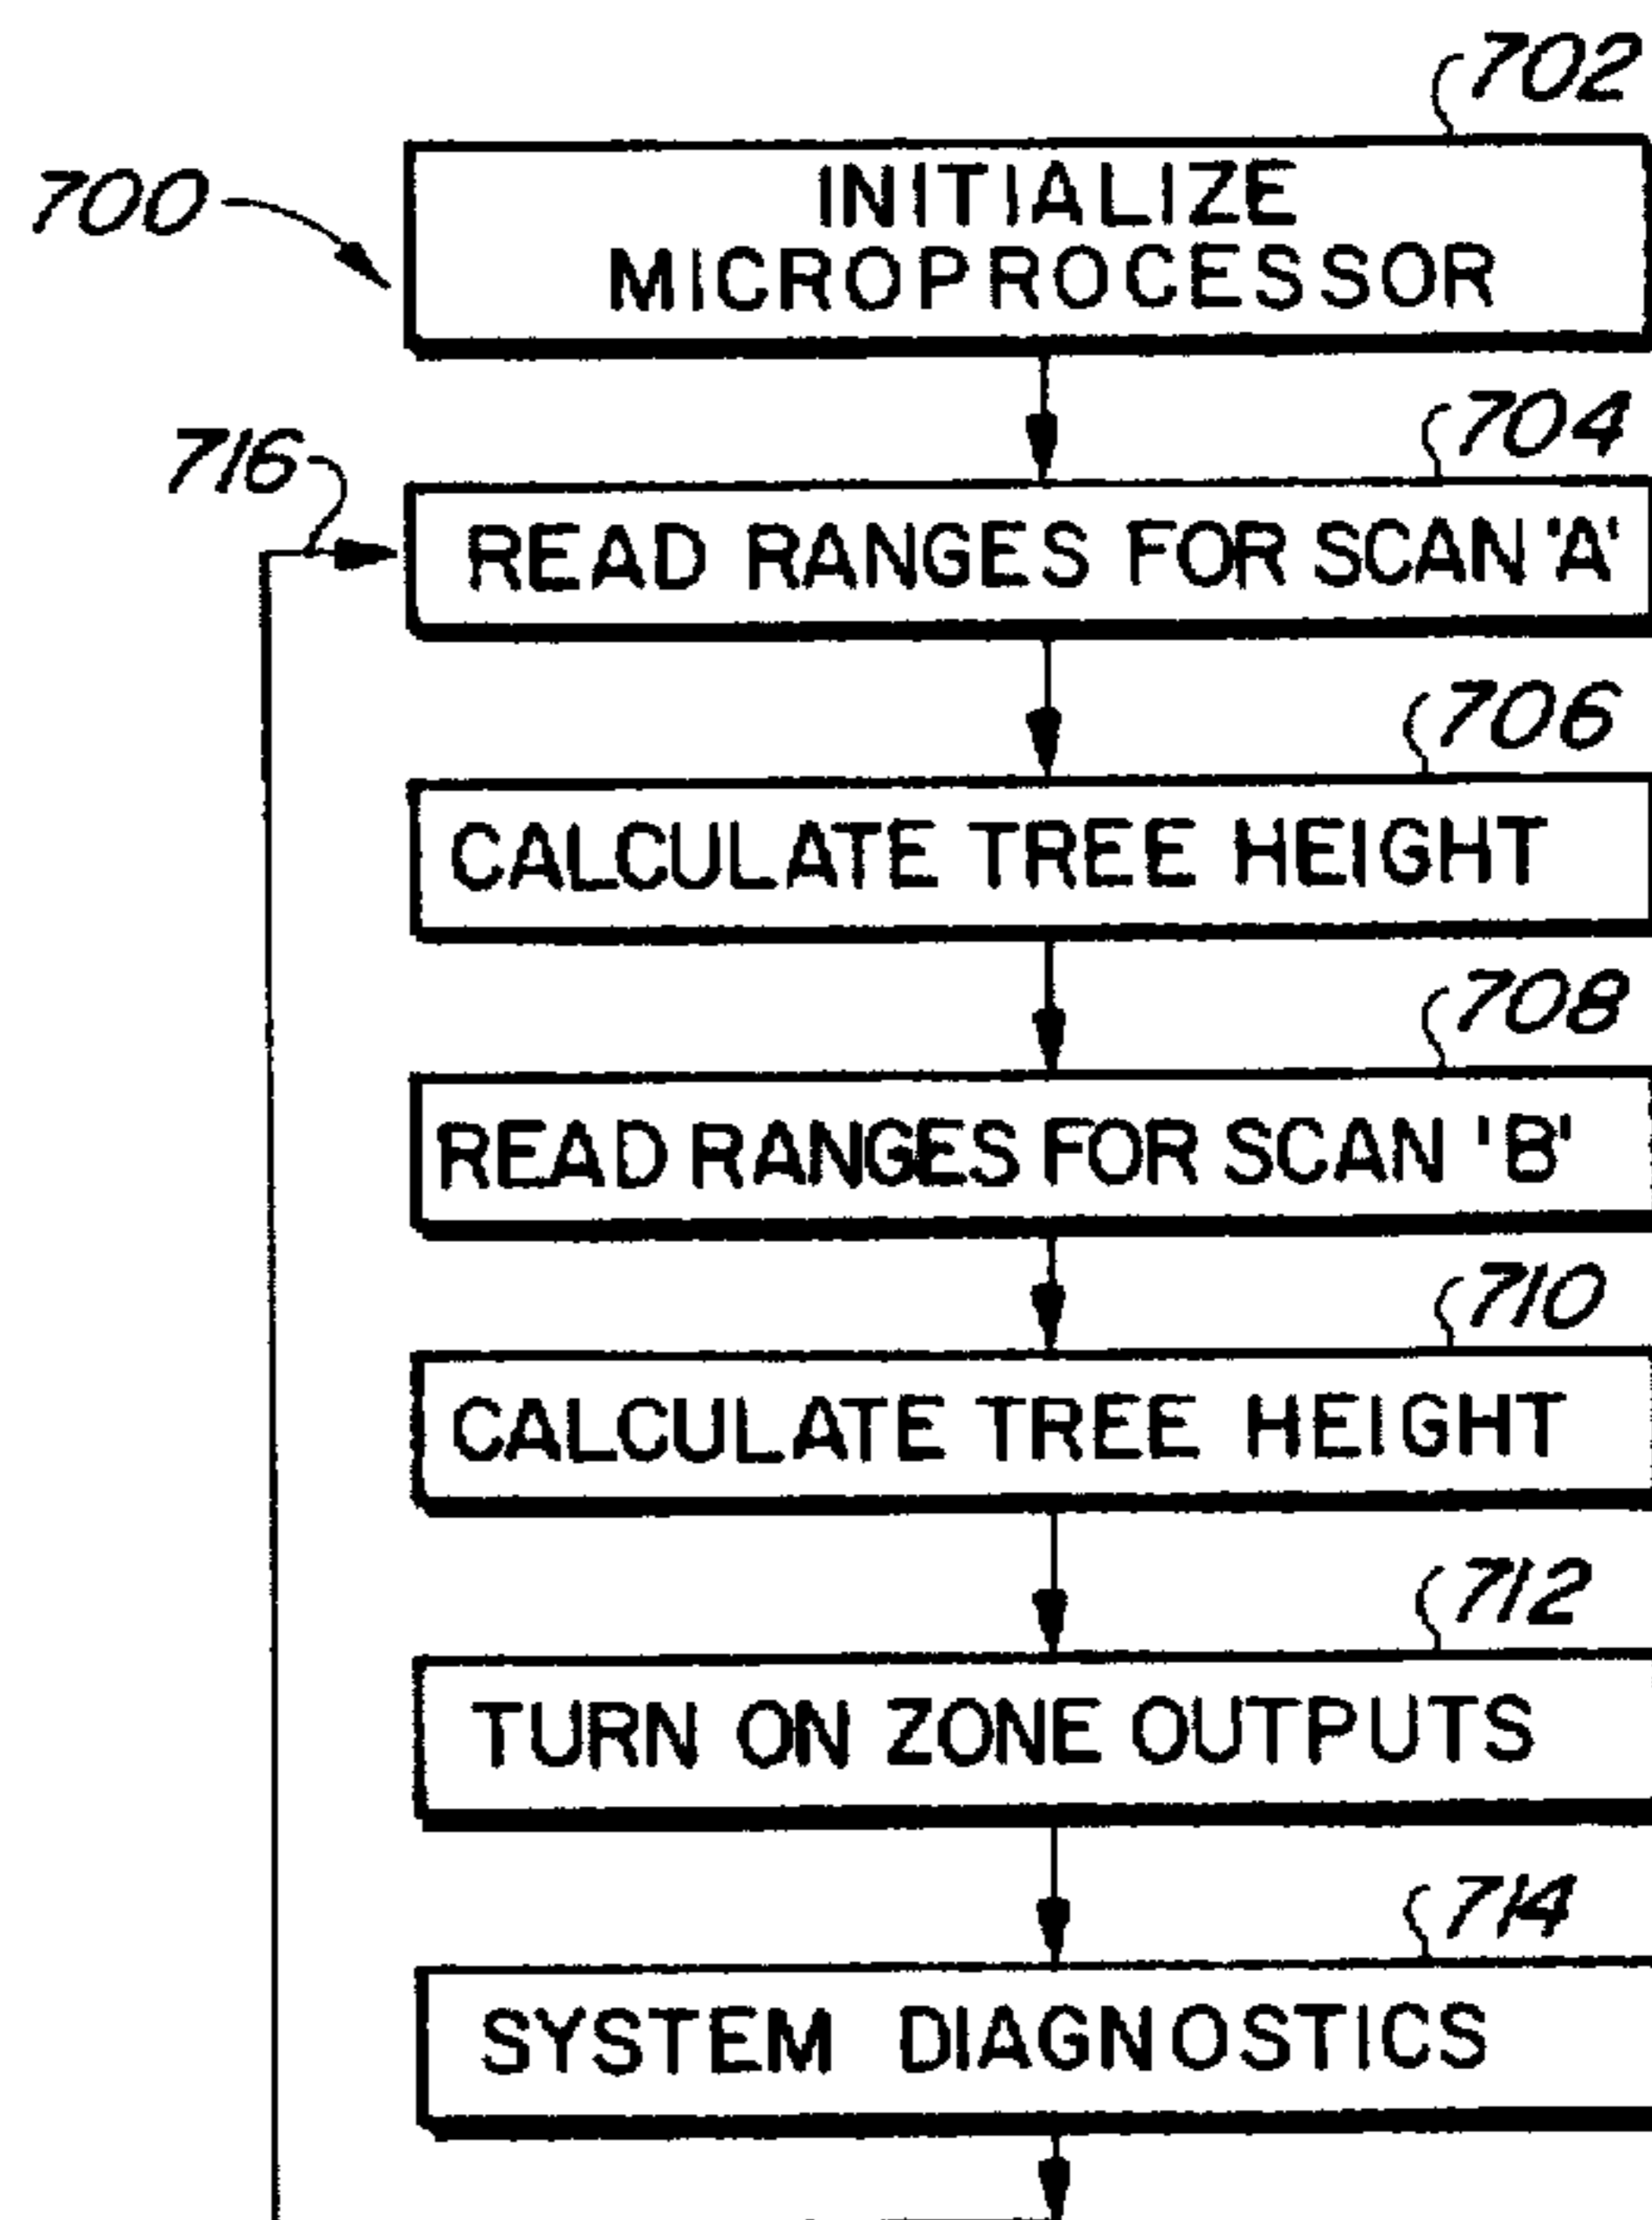 702
700
INITIALIZE
MICROPROCESSOR
704
716
READ RANGES FOR SCAN 'A'
706
CALCULATE TREE HEIGHT
708
READ RANGES FOR SCAN 'B'
710
CALCULATE TREE HEIGHT
712
TURN ON ZONE OUTPUTS
714
SYSTEM DIAGNOSTICS